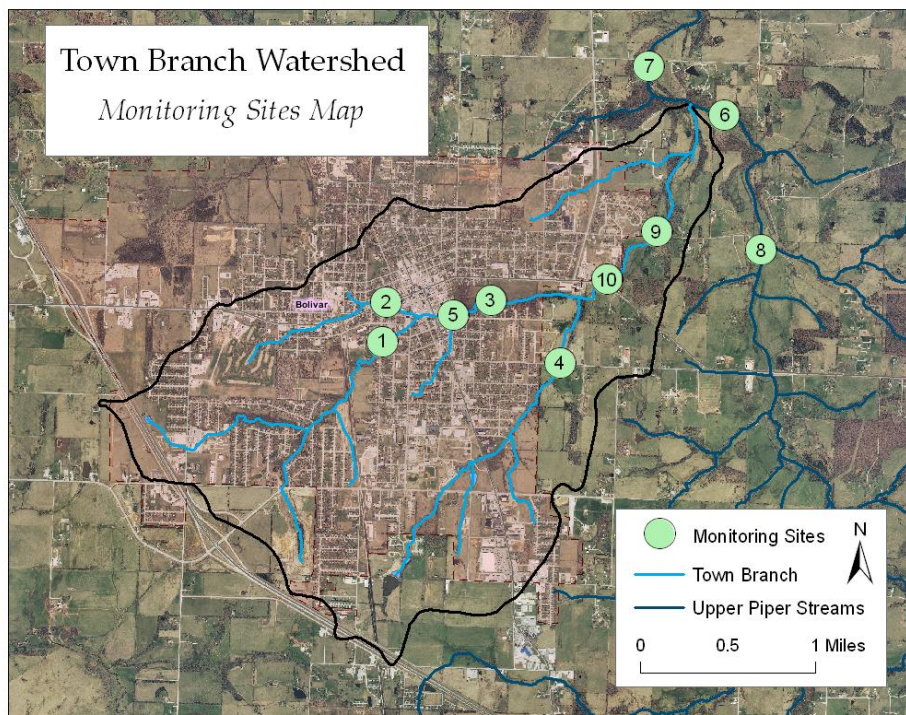 Town Branch Watershed
Monitoring Sites Map
7
6
9
8
10
2
3
Bolivar
5
1
4
Monitoring Sites
N
Town Branch
Upper Piper Streams
0 0.5 1 Miles